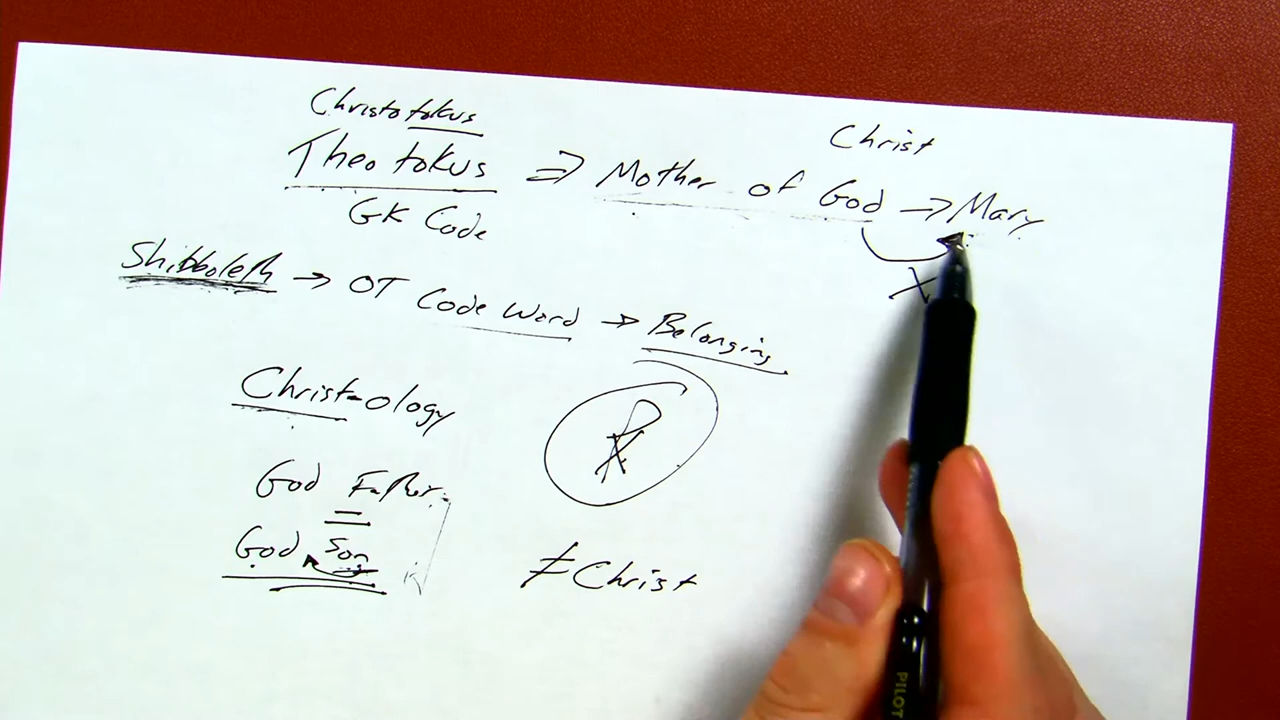 Christotokus
Christ
Theotokus ⇒ Mother of God → Mary
GK Code
X
Shibboleth → OT Code Word → Belonging
Christ-ology
God Father
=
God Son
≠ Christ
PILOT